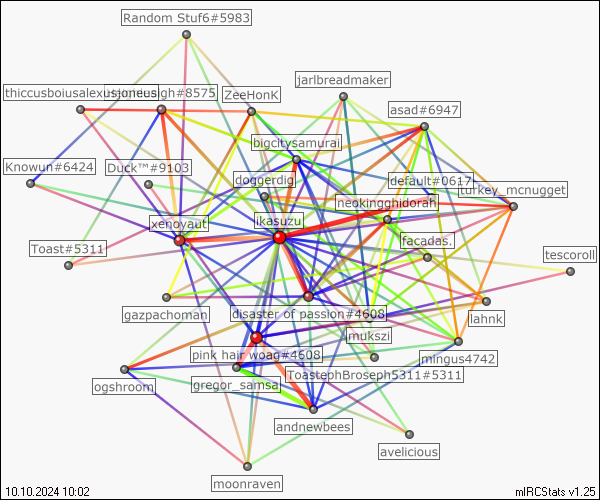 Random Stuf6#5983
jarlbreadmaker
thiccusboiusalexus
sigh#8575
ZeeHonK
asad#6947
bigcitysamurai
Knowun#6424
Duck™#9103
doggerdig
default#0617
turkey_mcnugget
neokingghidorah
xenoyaut
ikasuzu
facadas.
Toast#5311
tescoroll
gazpachoman
disaster of passion#4608
lahnk
mukszi
pink hair woag#4608
mingus4742
ToastephBroseph5311#5311
ogshroom
gregor_samsa
andnewbees
avelicious
moonraven
10.10.2024 10:02
mIRCStats v1.25